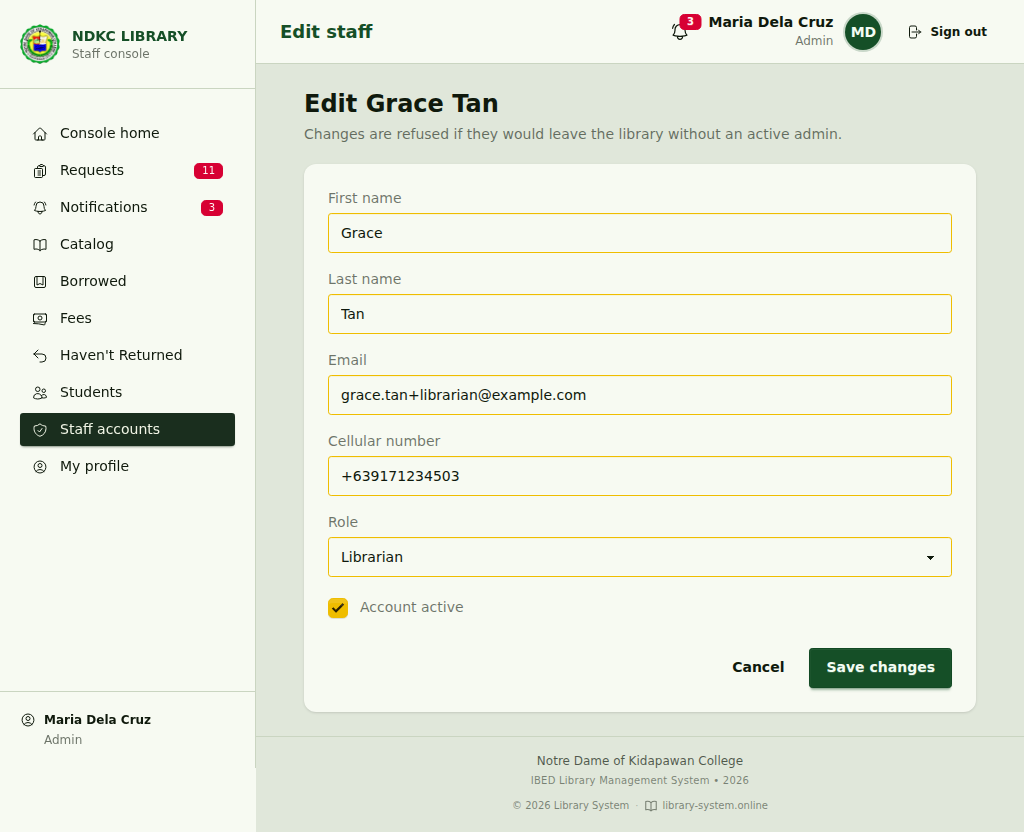 NDKC LIBRARY
Staff console
Console home
Requests 11
Notifications 3
Catalog
Borrowed
Fees
Haven't Returned
Students
Staff accounts
My profile
Maria Dela Cruz
Admin
Edit staff
3
Maria Dela Cruz
Admin
MD
Sign out
Edit Grace Tan
Changes are refused if they would leave the library without an active admin.
First name
Grace
Last name
Tan
Email
grace.tan+librarian@example.com
Cellular number
+639171234503
Role
Librarian
Account active
Cancel
Save changes
Notre Dame of Kidapawan College
IBED Library Management System • 2026
© 2026 Library System · library-system.online